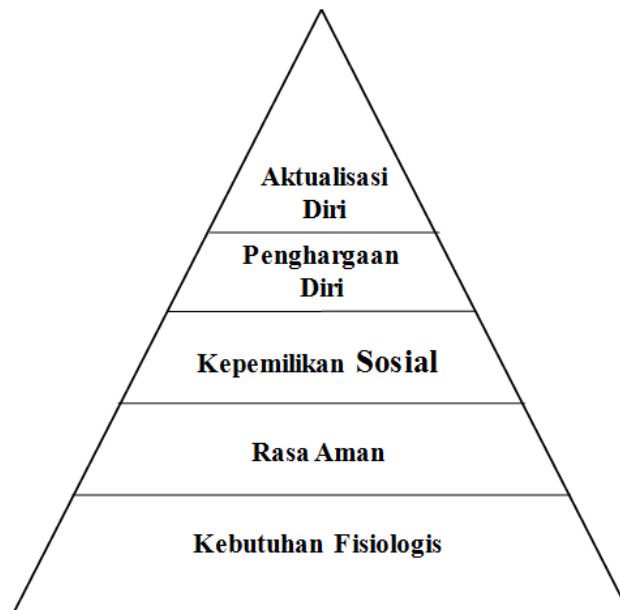 Aktualisasi
Diri
Penghargaan
Diri
Kepemilikan Sosial
Rasa Aman
Kebutuhan Fisiologis